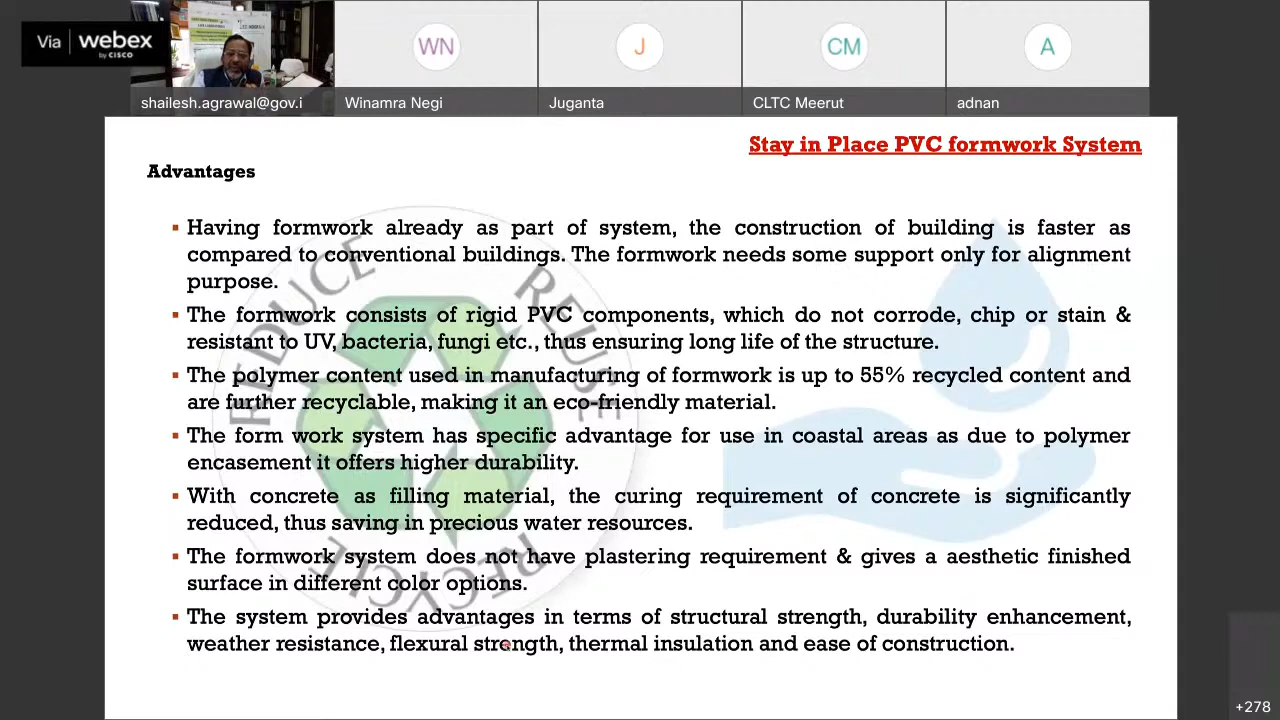 Via webex
by CISCO
WN
J
CM
A
shailesh.agrawal@gov.i
Winamra Negi
Juganta
CLTC Meerut
adnan
Stay in Place PVC formwork System
Advantages
▪ Having formwork already as part of system, the construction of building is faster as
compared to conventional buildings. The formwork needs some support only for alignment
purpose.
▪ The formwork consists of rigid PVC components, which do not corrode, chip or stain &
resistant to UV, bacteria, fungi etc., thus ensuring long life of the structure.
▪ The polymer content used in manufacturing of formwork is up to 55% recycled content and
are further recyclable, making it an eco-friendly material.
▪ The form work system has specific advantage for use in coastal areas as due to polymer
encasement it offers higher durability.
▪ With concrete as filling material, the curing requirement of concrete is significantly
reduced, thus saving in precious water resources.
▪ The formwork system does not have plastering requirement & gives a aesthetic finished
surface in different color options.
▪ The system provides advantages in terms of structural strength, durability enhancement,
weather resistance, flexural strength, thermal insulation and ease of construction.
REDUCE
REUSE
RECYCLE
+278